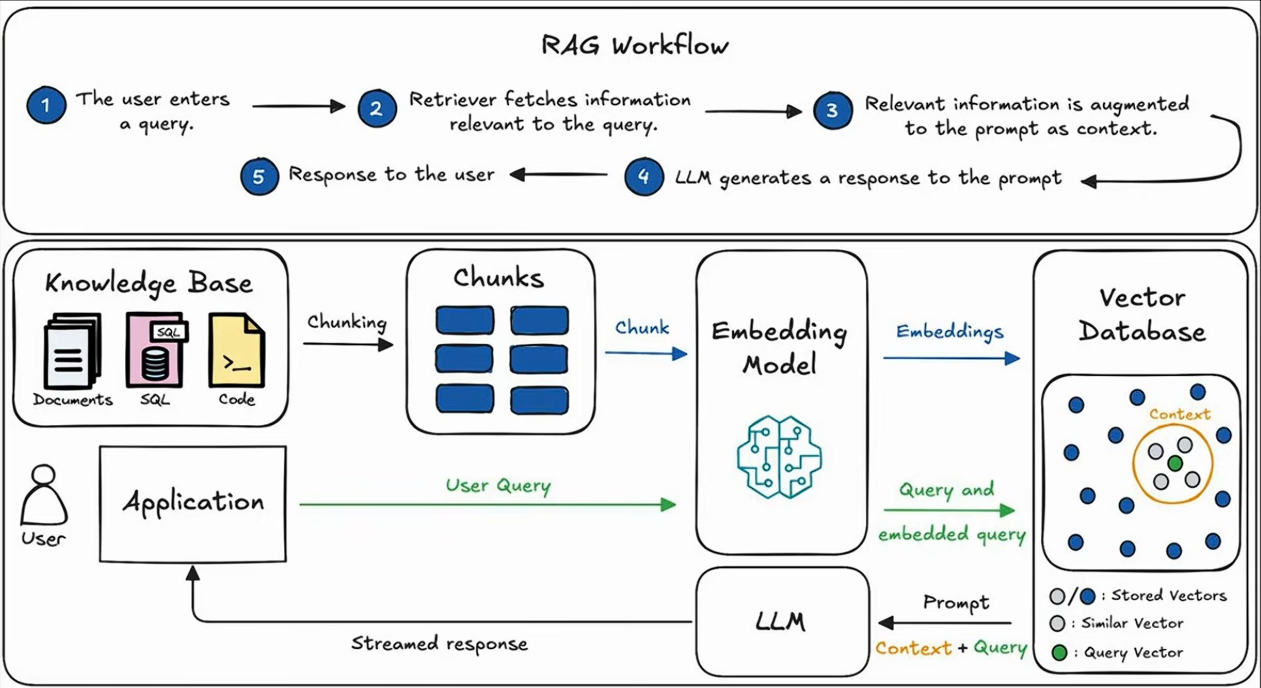 RAG Workflow
1 The user enters
a query.
2 Retriever fetches information
relevant to the query.
3 Relevant information is augmented
to the prompt as context.
4 LLM generates a response to the prompt
5 Response to the user
Knowledge Base
SQL
Documents SQL Code
Chunking
Chunks
Chunk
Embedding
Model
Embeddings
Vector
Database
Context
User
Application
User Query
Query and
embedded query
LLM
Prompt
Context + Query
Streamed response
/ : Stored Vectors
: Similar Vector
: Query Vector